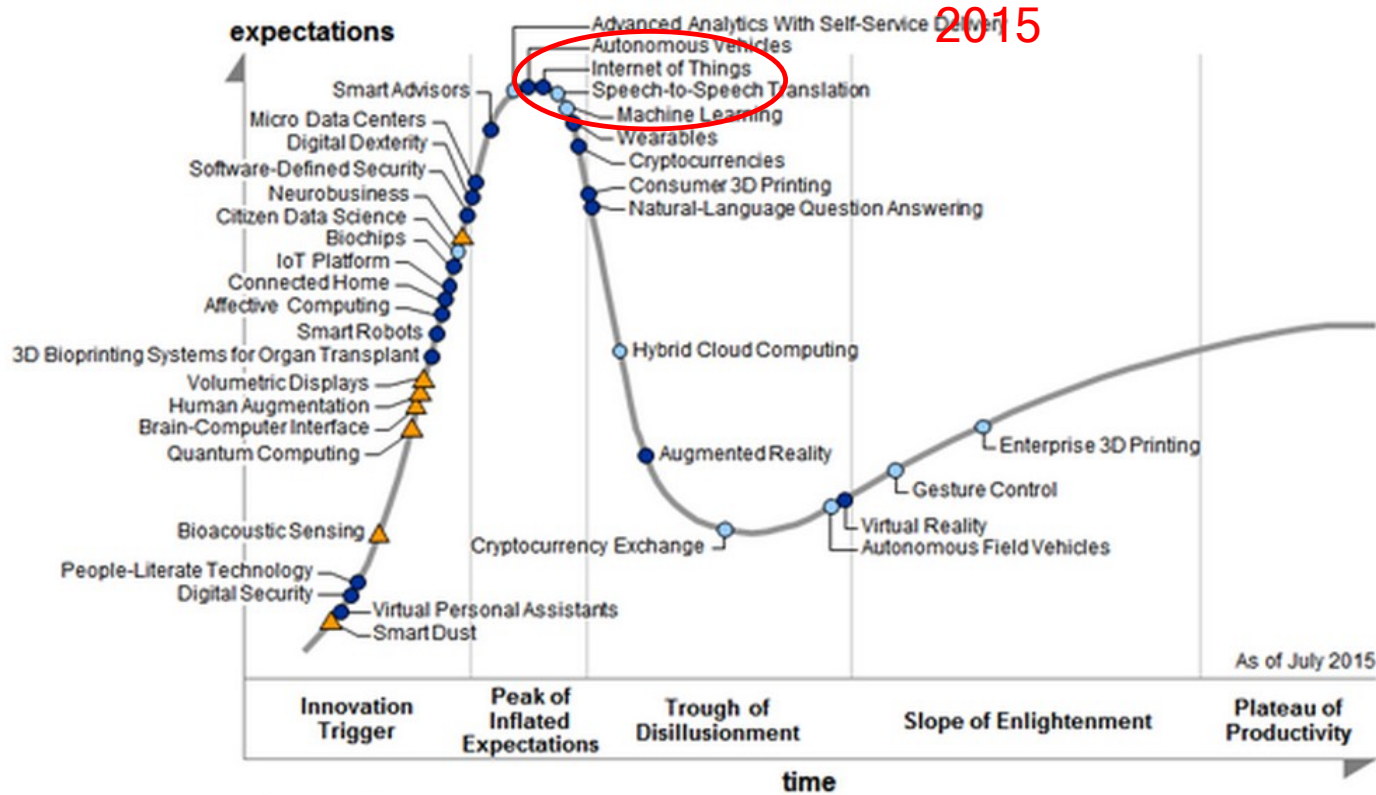 expectations
2015
Advanced Analytics With Self-Service Delivery
Autonomous Vehicles
Internet of Things
Speech-to-Speech Translation
Machine Learning
Wearables
Cryptocurrencies
Consumer 3D Printing
Natural-Language Question Answering
Smart Advisors
Micro Data Centers
Digital Dexterity
Software-Defined Security
Neurobusiness
Citizen Data Science
Biochips
IoT Platform
Connected Home
Affective Computing
Smart Robots
3D Bioprinting Systems for Organ Transplant
Volumetric Displays
Human Augmentation
Brain-Computer Interface
Quantum Computing
Bioacoustic Sensing
People-Literate Technology
Digital Security
Virtual Personal Assistants
Smart Dust
Hybrid Cloud Computing
Augmented Reality
Cryptocurrency Exchange
Enterprise 3D Printing
Gesture Control
Virtual Reality
Autonomous Field Vehicles
As of July 2015
Innovation
Trigger
Peak of
Inflated
Expectations
Trough of
Disillusionment
Slope of Enlightenment
Plateau of
Productivity
time